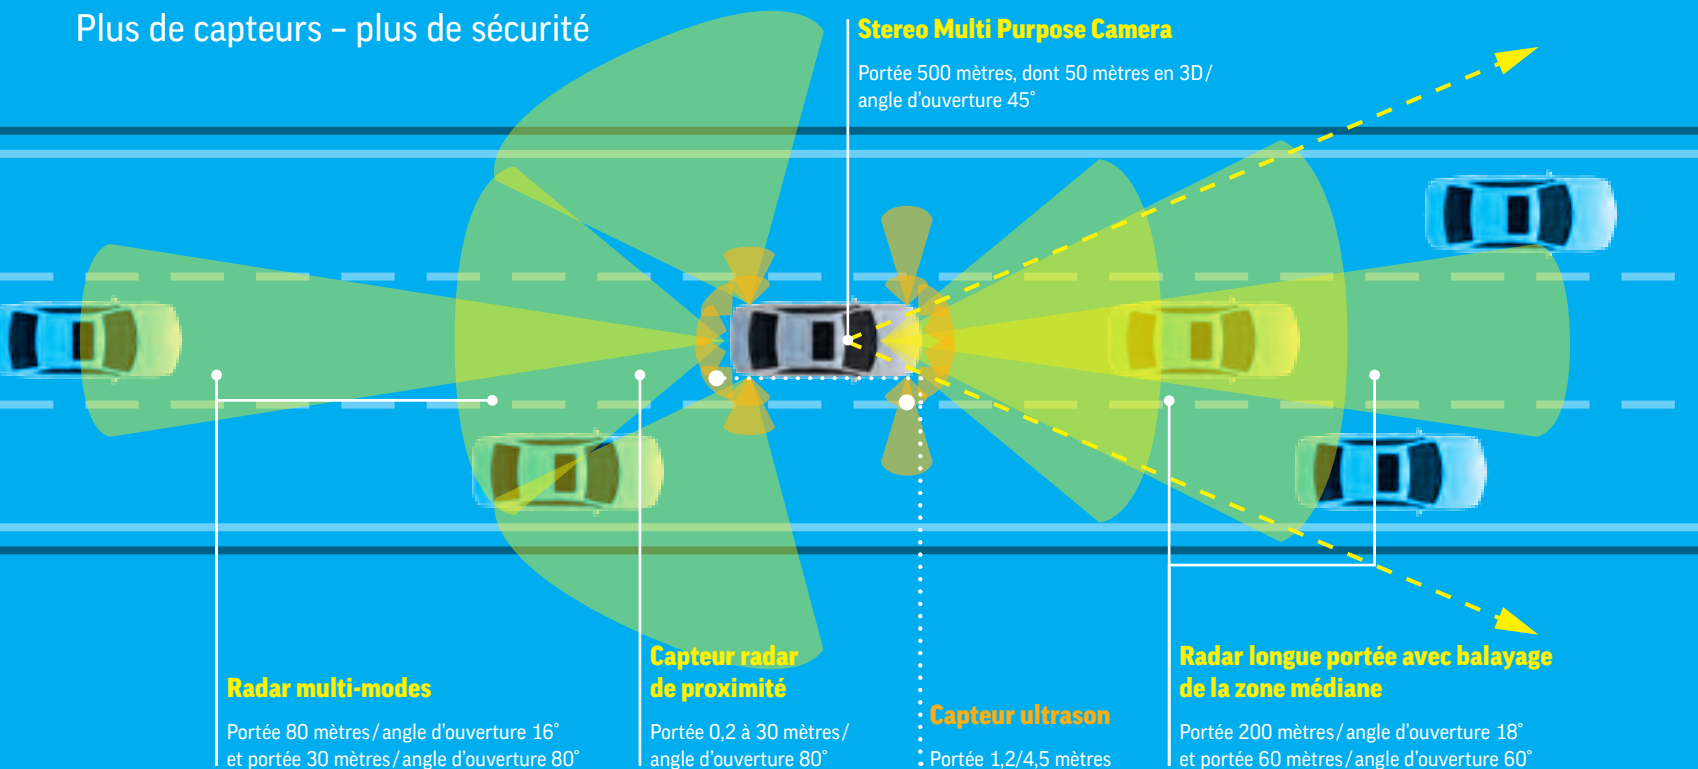 Plus de capteurs – plus de sécurité
Stereo Multi Purpose Camera
Portée 500 mètres, dont 50 mètres en 3D/
angle d'ouverture 45°
Radar multi-modes
Portée 80 mètres/angle d'ouverture 16°
et portée 30 mètres/angle d'ouverture 80°
Capteur radar
de proximité
Portée 0,2 à 30 mètres/
angle d'ouverture 80°
Capteur ultrason
Portée 1,2/4,5 mètres
Radar longue portée avec balayage
de la zone médiane
Portée 200 mètres/angle d'ouverture 18°
et portée 60 mètres/angle d'ouverture 60°